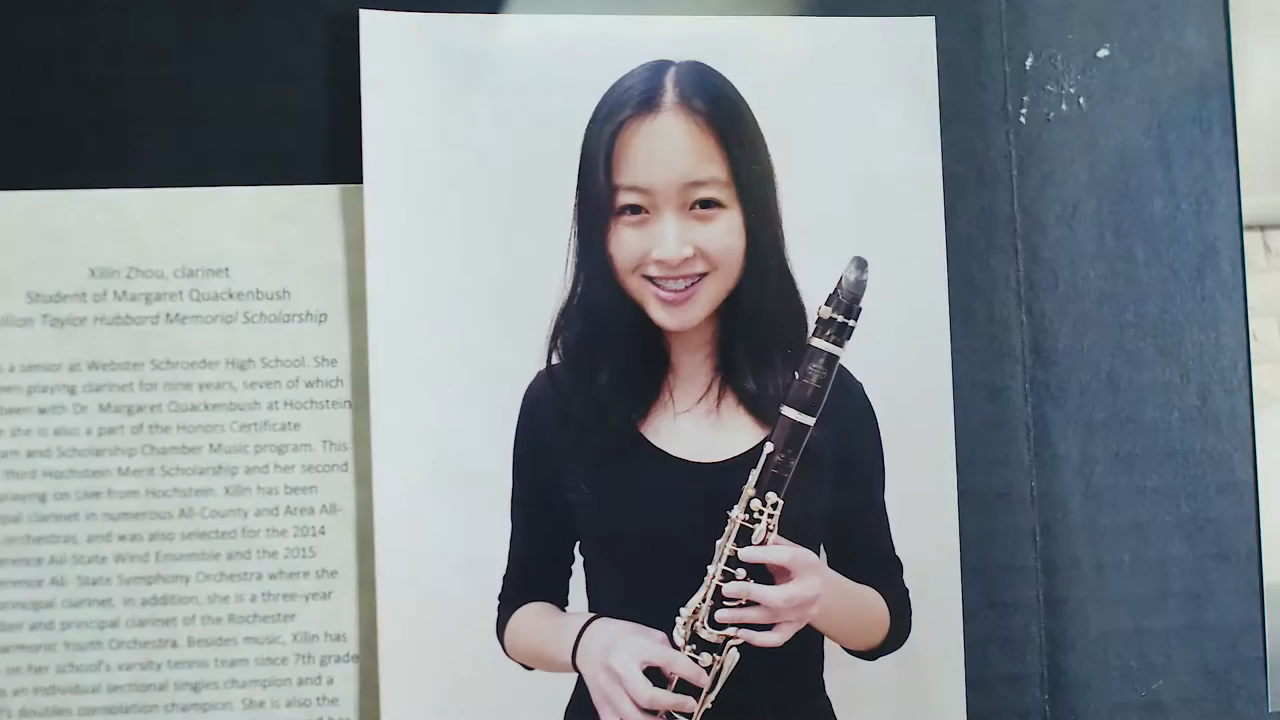 Xilin Zhou, clarinet
Student of Margaret Quackenbush
illian Taylor Hubbard Memorial Scholarship
a senior at Webster Schroeder High School. She
een playing clarinet for nine years, seven of which
been with Dr. Margaret Quackenbush at Hochstein
she is also a part of the Honors Certificate
am and Scholarship Chamber Music program. This
Third Hochstein Merit Scholarship and her second
playing on Live from Hochstein. Xilin has been
ipal clarinet in numerous All-County and Area All-
orchestras, and was also selected for the 2014
erence All-State Wind Ensemble and the 2015
erence All-State Symphony Orchestra where she
principal clarinet. In addition, she is a three-year
ber and principal clarinet of the Rochester
armonic Youth Orchestra. Besides music, Xilin has
on her school's varsity tennis team since 7th grade
s an individual sectional singles champion and a
doubles consolation champion. She is also the